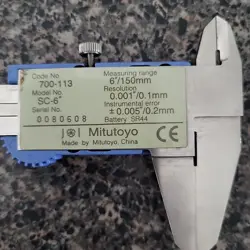 Code No.
700-113
Model No.
SC-6"
Serial No.
0080608
Measuring range
6"/150mm
Resolution
0.001"/0.1mm
Instrumental error
± 0.005"/0.2mm
Battery SR44
Mitutoyo
Made by Mitutoyo, China
CE